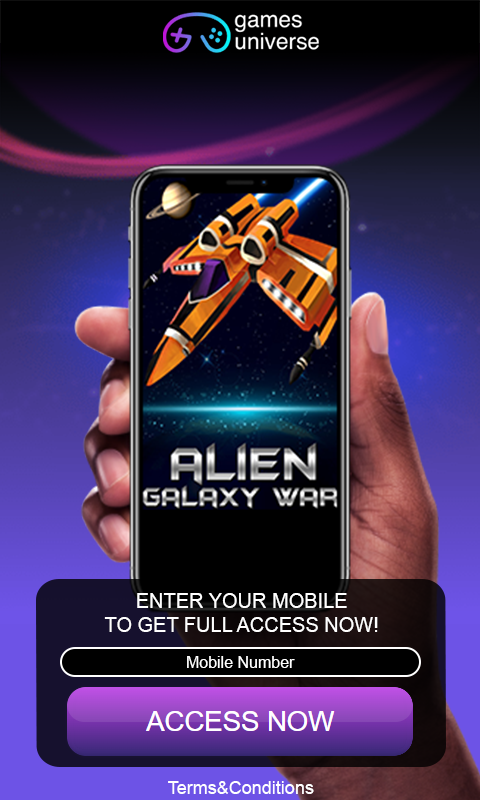 games
universe
ALIEN
GALAXY WAR
ENTER YOUR MOBILE
TO GET FULL ACCESS NOW!
Mobile Number
ACCESS NOW
Terms&Conditions